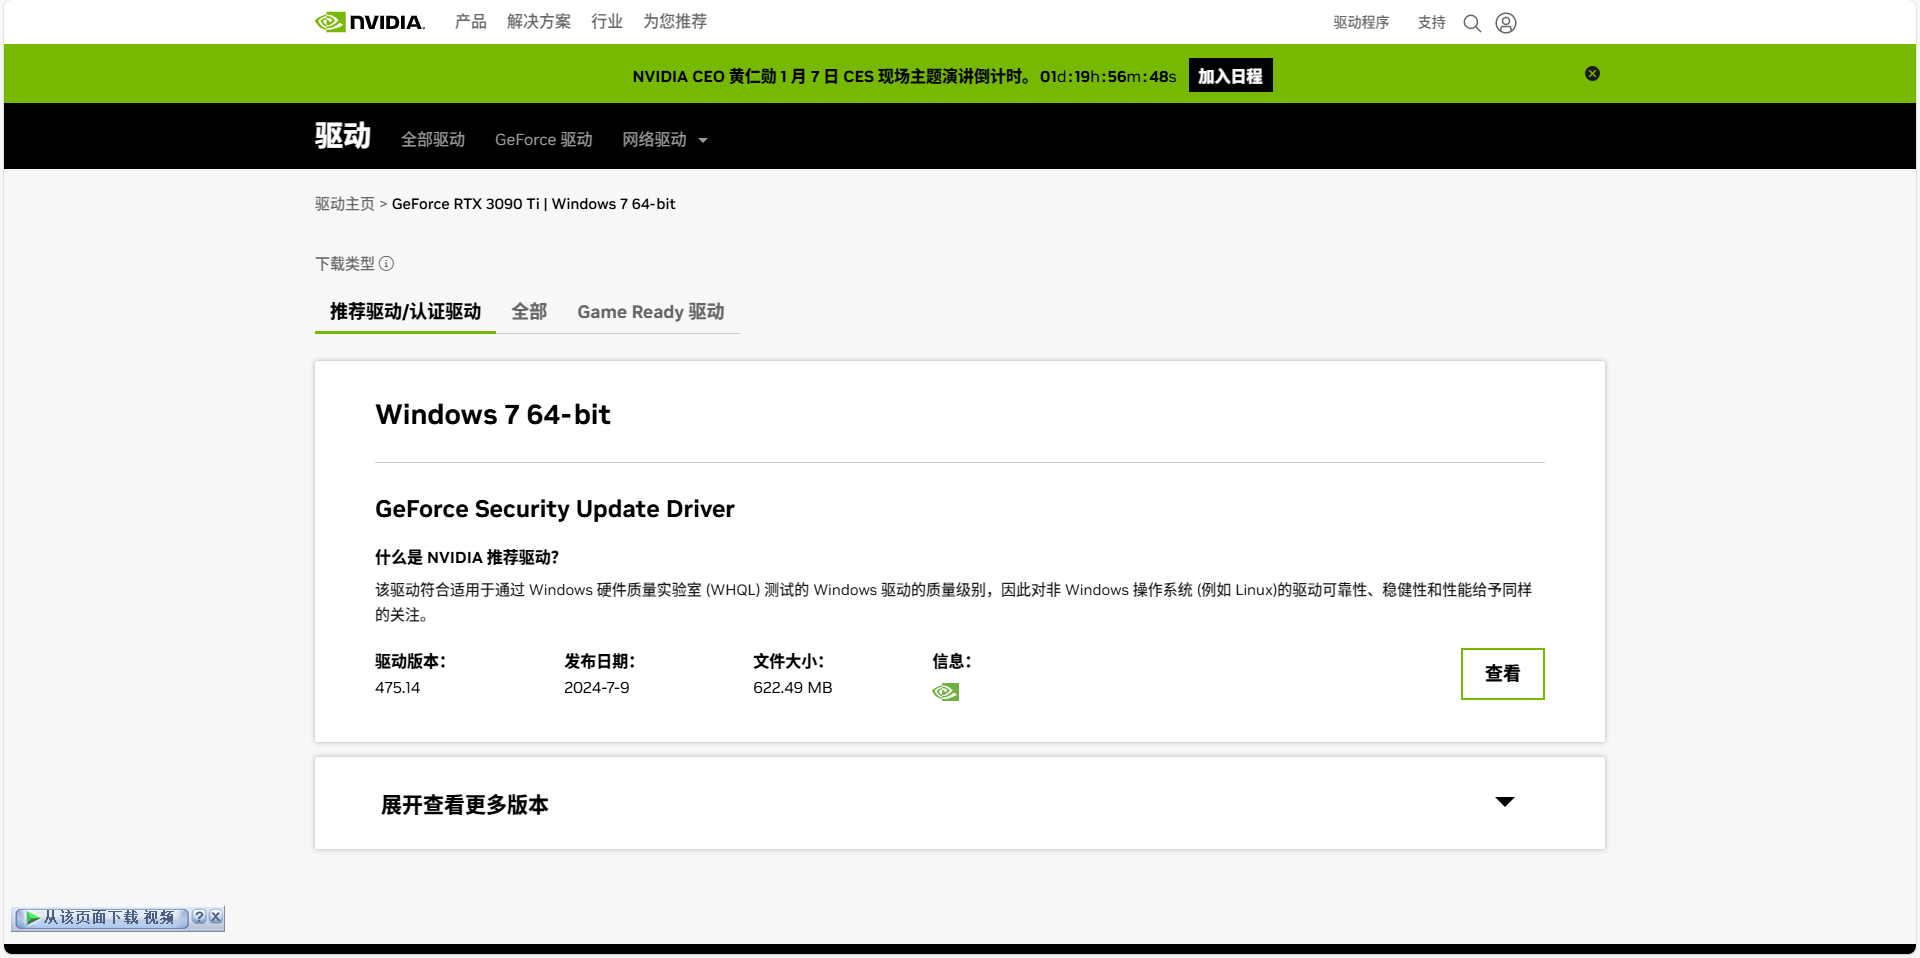 NVIDIA. 产品 解决方案 行业 为您推荐 驱动程序 支持
NVIDIA CEO 黄仁勋 1 月 7 日 CES 现场主题演讲倒计时。 01d:19h:56m:48s 加入日程
驱动 全部驱动 GeForce 驱动 网络驱动
驱动主页 > GeForce RTX 3090 Ti | Windows 7 64-bit
下载类型
推荐驱动/认证驱动 全部 Game Ready 驱动
Windows 7 64-bit
GeForce Security Update Driver
什么是 NVIDIA 推荐驱动?
该驱动符合适用于通过 Windows 硬件质量实验室 (WHQL) 测试的 Windows 驱动的质量级别，因此对非 Windows 操作系统 (例如 Linux)的驱动可靠性、稳健性和性能给予同样
的关注。
驱动版本： 发布日期： 文件大小： 信息：
475.14 2024-7-9 622.49 MB
查看
展开查看更多版本
从该页面下载 视频 ? X